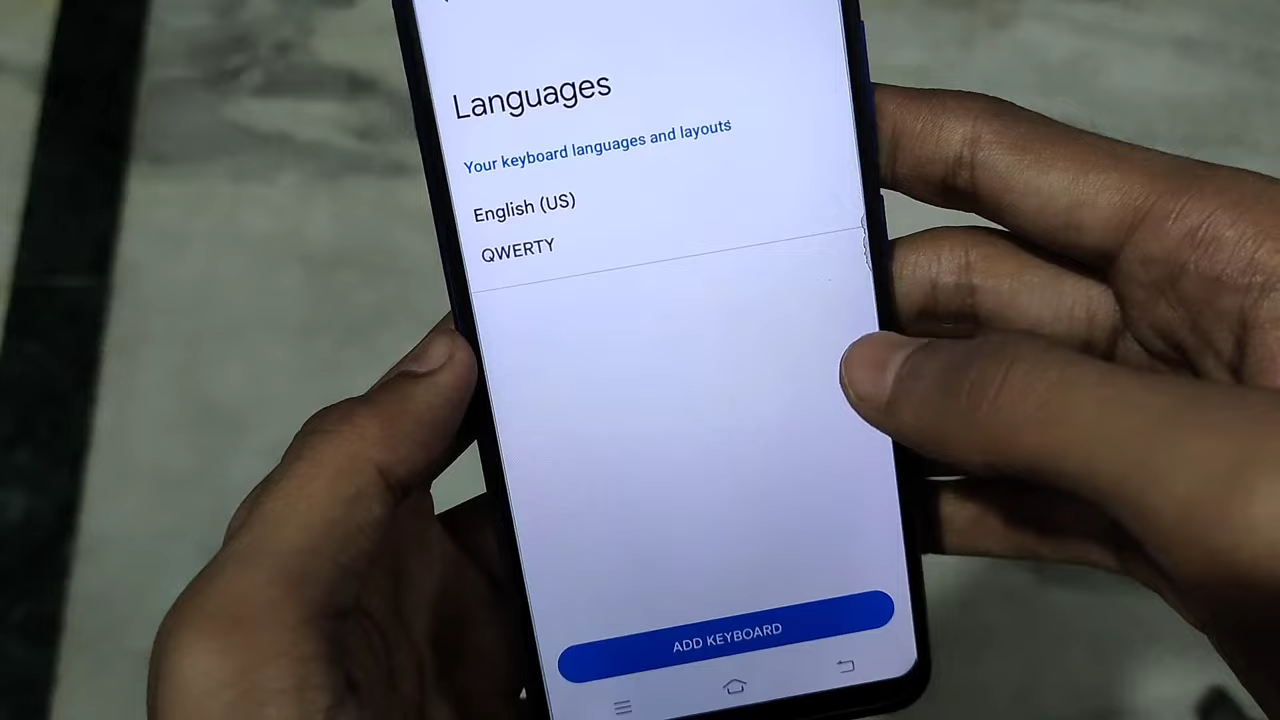 Languages
Your keyboard languages and layouts
English (US)
QWERTY
ADD KEYBOARD